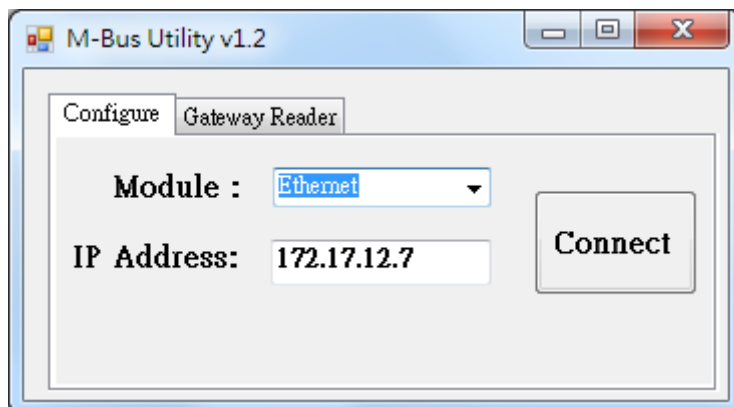 M-Bus Utility v1.2
Configure Gateway Reader
Module : Ethernet
IP Address: 172.17.12.7
Connect